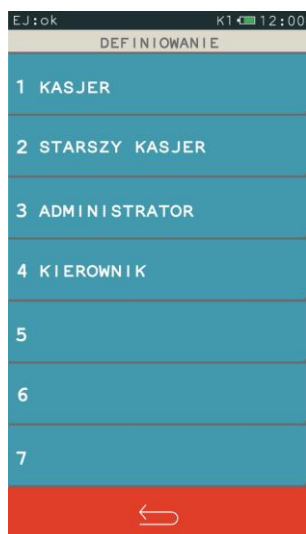 EJ:ok K1 12:00
DEFINIOWANIE
1 KASJER
2 STARSZY KASJER
3 ADMINISTRATOR
4 KIEROWNIK
5
6
7